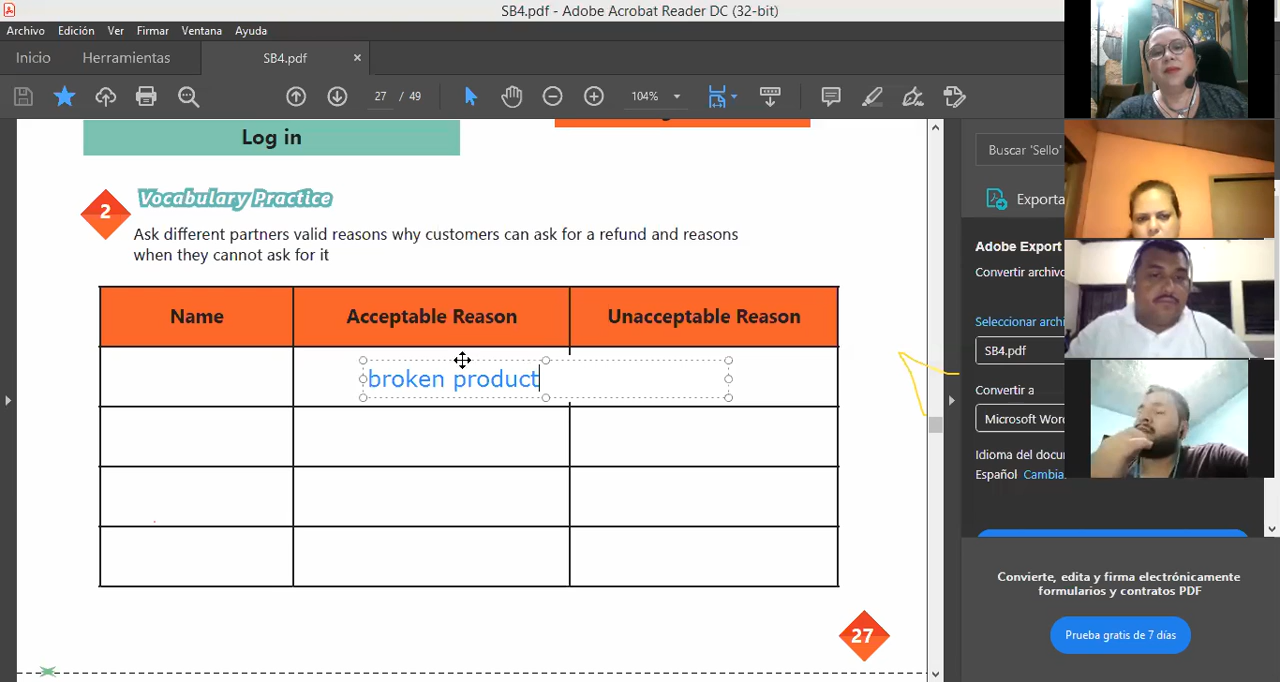 SB4.pdf - Adobe Acrobat Reader DC (32-bit)
Archivo Edición Ver Firmar Ventana Ayuda
Inicio Herramientas SB4.pdf ×
27 / 49 104%
Log in
2 Vocabulary Practice
Ask different partners valid reasons why customers can ask for a refund and reasons
when they cannot ask for it
Name Acceptable Reason Unacceptable Reason
broken product
27
Buscar 'Sello'
Exporta
Adobe Export
Convertir archivo
Seleccionar archi
SB4.pdf
Convertir a
Microsoft Word
Idioma del docu
Español Cambia
Convierte, edita y firma electrónicamente
formularios y contratos PDF
Prueba gratis de 7 días